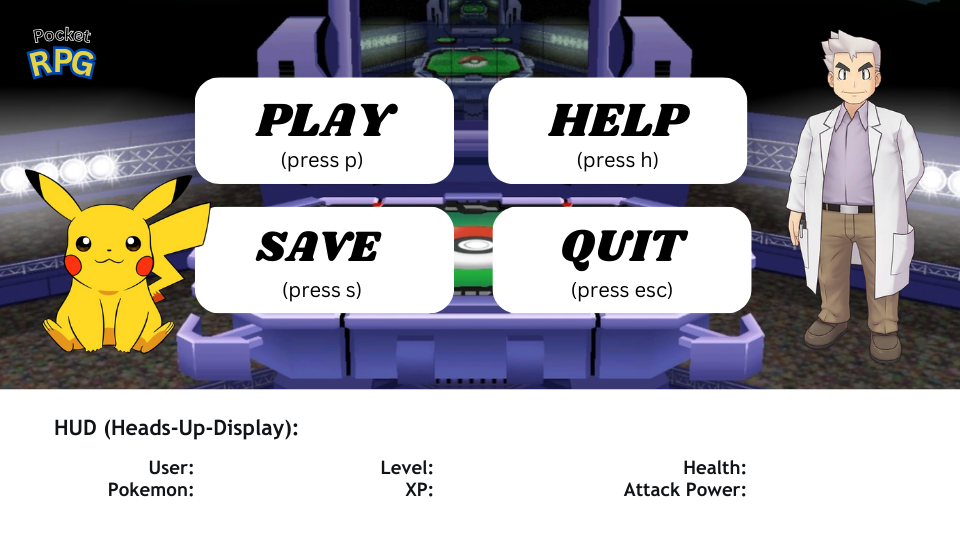 Pocket
RPG
PLAY
(press p)
HELP
(press h)
SAVE
(press s)
QUIT
(press esc)
HUD (Heads-Up-Display):
User:
Level:
Health:
Pokemon:
XP:
Attack Power: